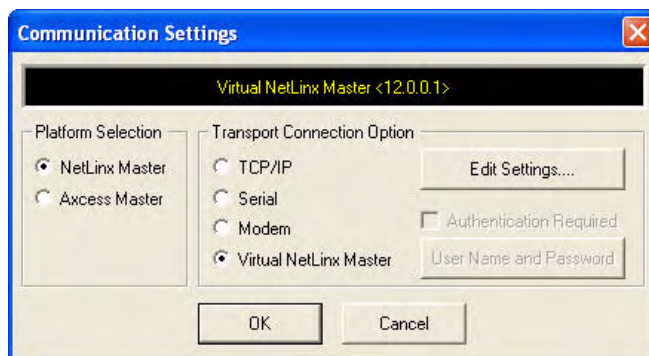 Communication Settings
Virtual NetLinx Master <12.0.0.1>
Platform Selection
NetLinx Master
Axcess Master
Transport Connection Option
TCP/IP
Serial
Modem
Virtual NetLinx Master
Edit Settings....
Authentication Required
User Name and Password
OK
Cancel